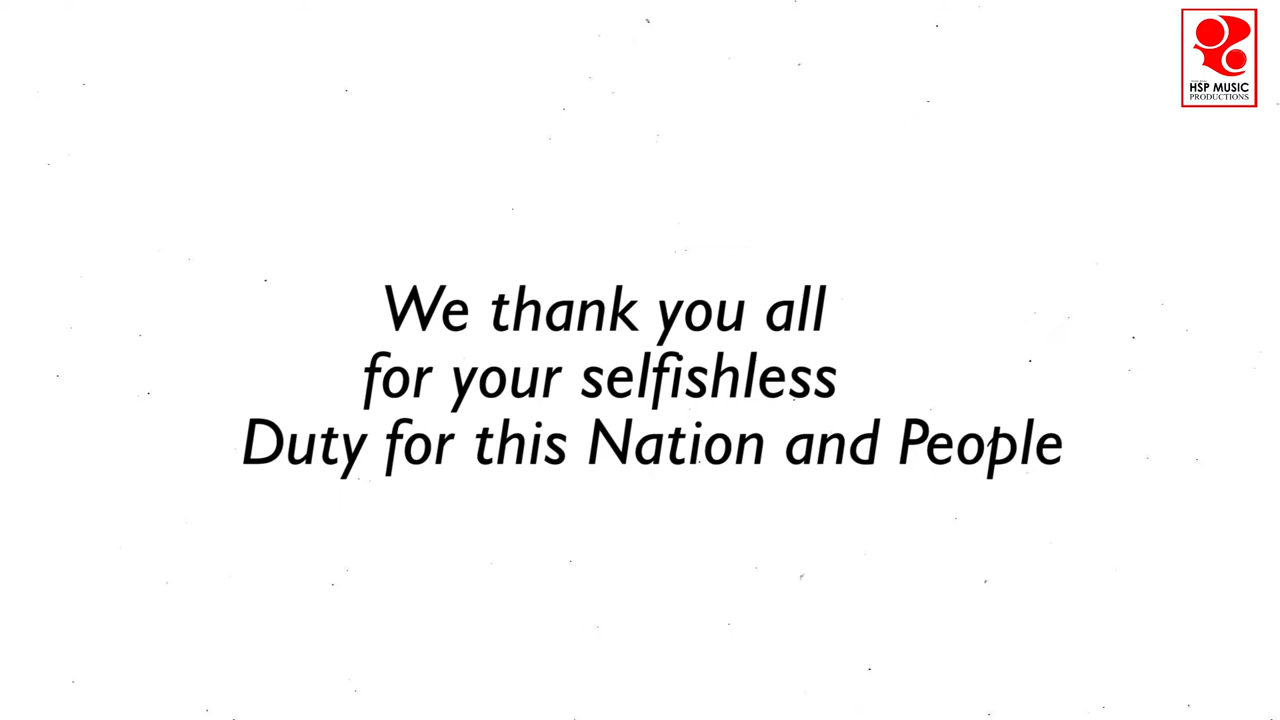 We thank you all
for your selfishless
Duty for this Nation and People
HSP MUSIC
PRODUCTIONS